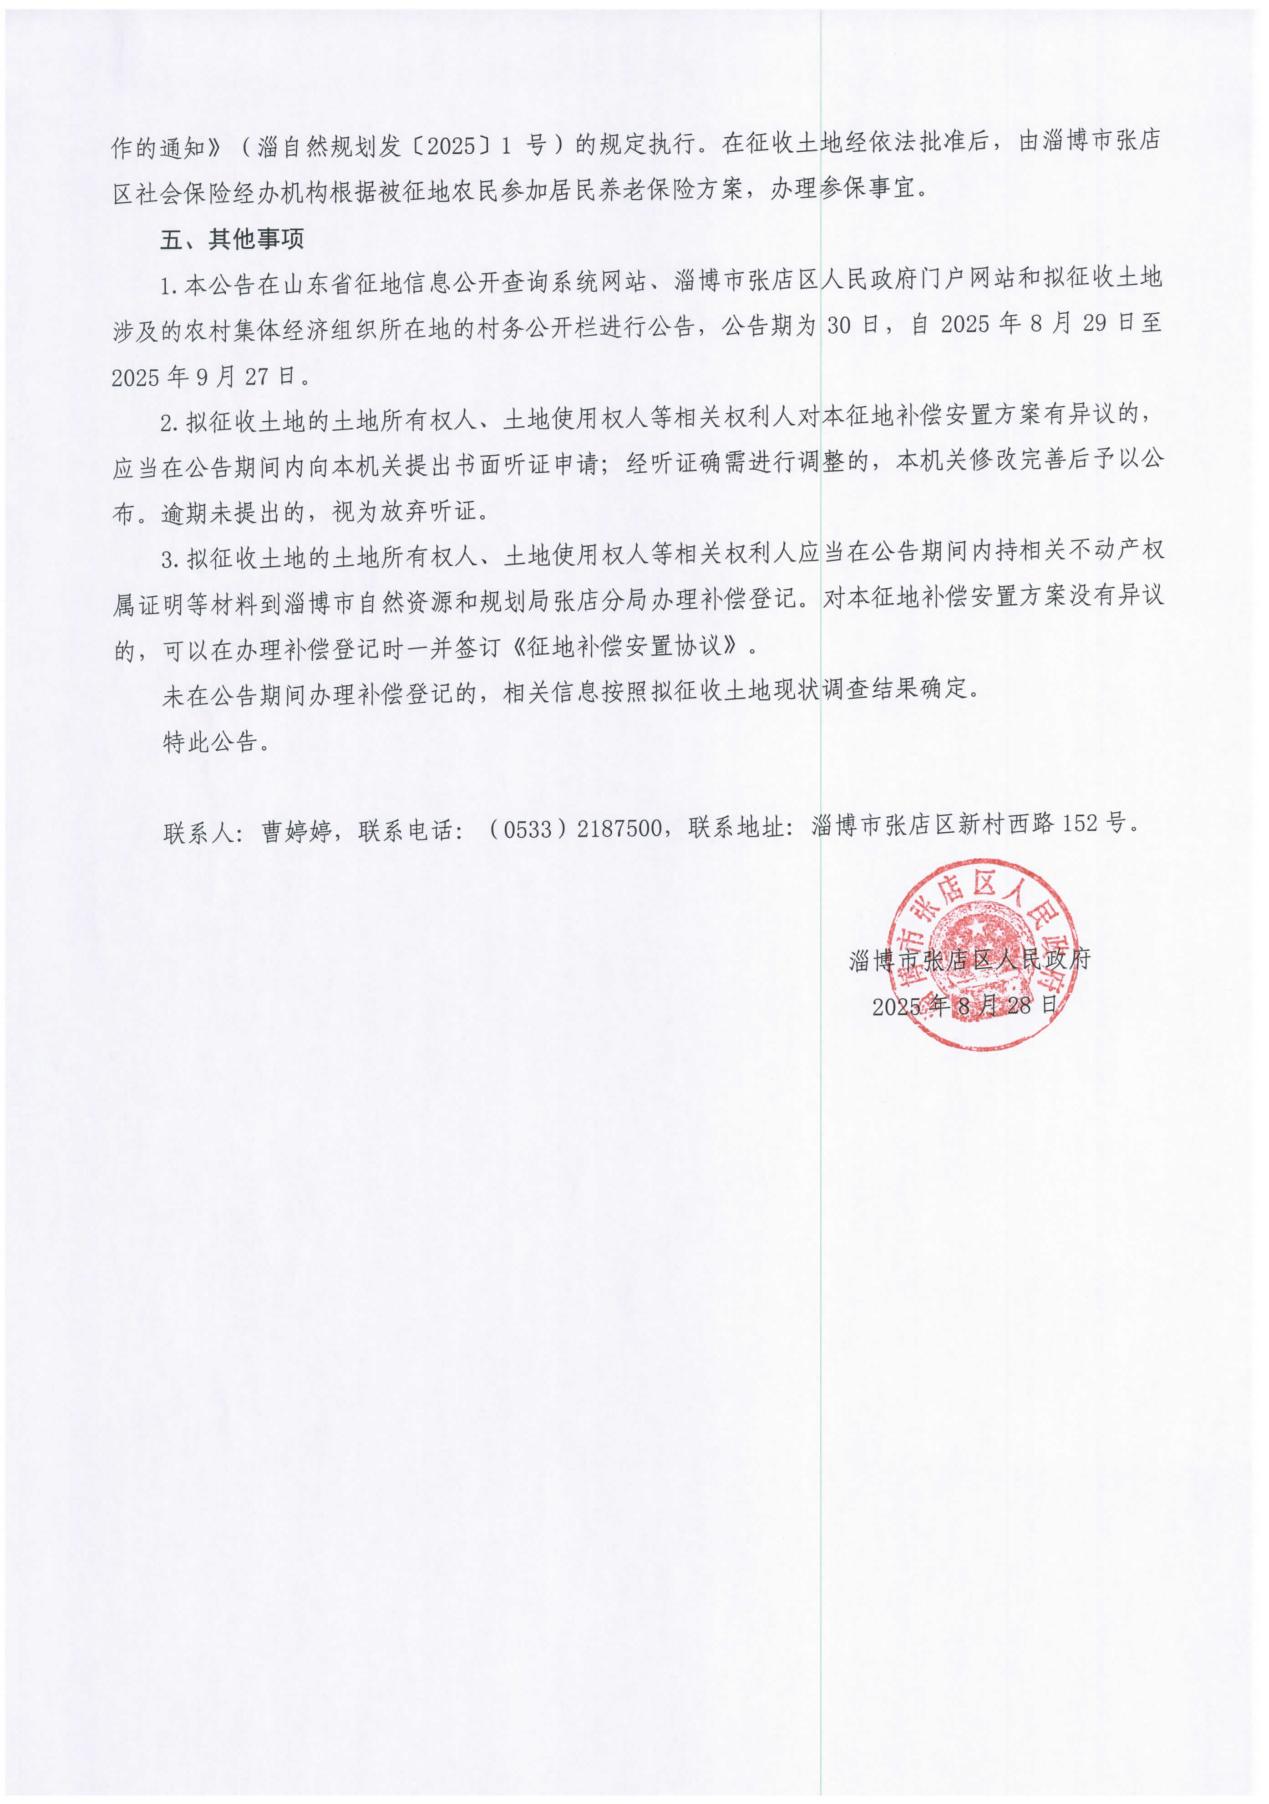 作的通知》（淄自然规划发〔2025〕1 号）的规定执行。在征收土地经依法批准后，由淄博市张店
区社会保险经办机构根据被征地农民参加居民养老保险方案，办理参保事宜。
五、其他事项
1.本公告在山东省征地信息公开查询系统网站、淄博市张店区人民政府门户网站和拟征收土地
涉及的农村集体经济组织所在地的村务公开栏进行公告，公告期为 30 日，自 2025 年 8 月 29 日至
2025 年 9 月 27 日。
2.拟征收土地的土地所有权人、土地使用权人等相关权利人对本征地补偿安置方案有异议的，
应当在公告期间内向本机关提出书面听证申请；经听证确需进行调整的，本机关修改完善后予以公
布。逾期未提出的，视为放弃听证。
3.拟征收土地的土地所有权人、土地使用权人等相关权利人应当在公告期间内持相关不动产权
属证明等材料到淄博市自然资源和规划局张店分局办理补偿登记。对本征地补偿安置方案没有异议
的，可以在办理补偿登记时一并签订《征地补偿安置协议》。
未在公告期间办理补偿登记的，相关信息按照拟征收土地现状调查结果确定。
特此公告。
联系人：曹婷婷，联系电话：（0533）2187500，联系地址：淄博市张店区新村西路 152 号。
淄博市张店区人民政府
淄博市张店区人民政府
2025 年 8 月 28 日